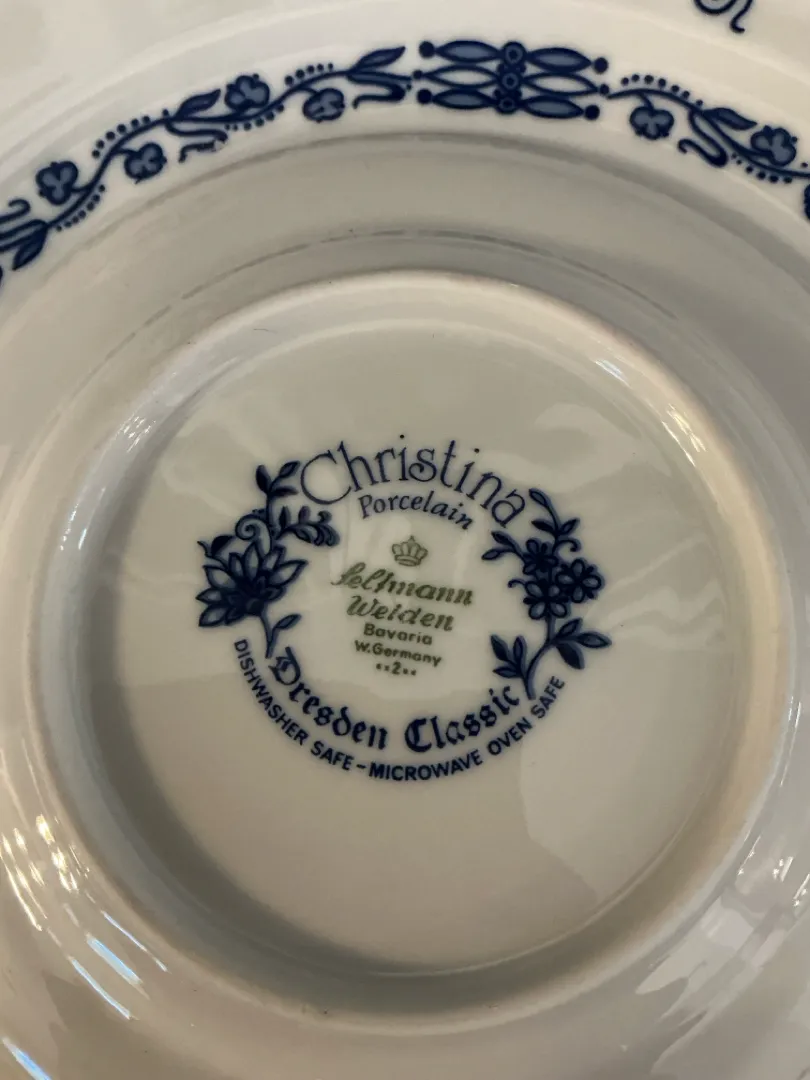 Christina
Porcelain
Seltmann
Weiden
Bavaria
W.Germany
**2**
Dresden Classic
DISHWASHER SAFE-MICROWAVE OVEN SAFE